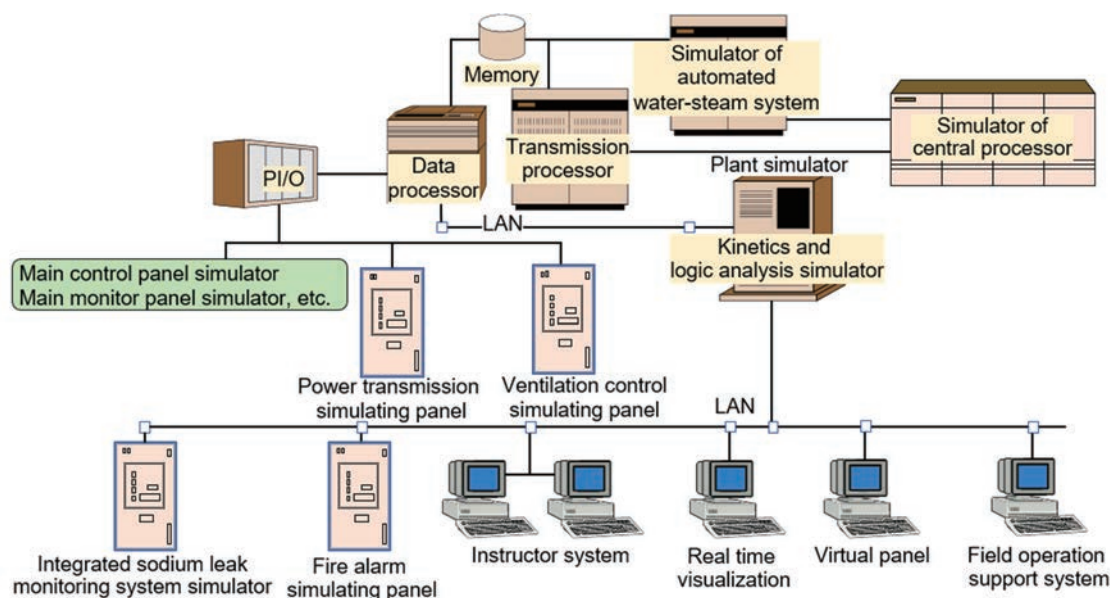 Memory
Simulator of
automated
water-steam system
Simulator of
central processor
Transmission
processor
Data
processor
PI/O
Plant simulator
LAN
Kinetics and
logic analysis simulator
Main control panel simulator
Main monitor panel simulator, etc.
Power transmission
simulating panel
Ventilation control
simulating panel
LAN
Integrated sodium leak
monitoring system simulator
Fire alarm
simulating panel
Instructor system
Real time
visualization
Virtual panel
Field operation
support system